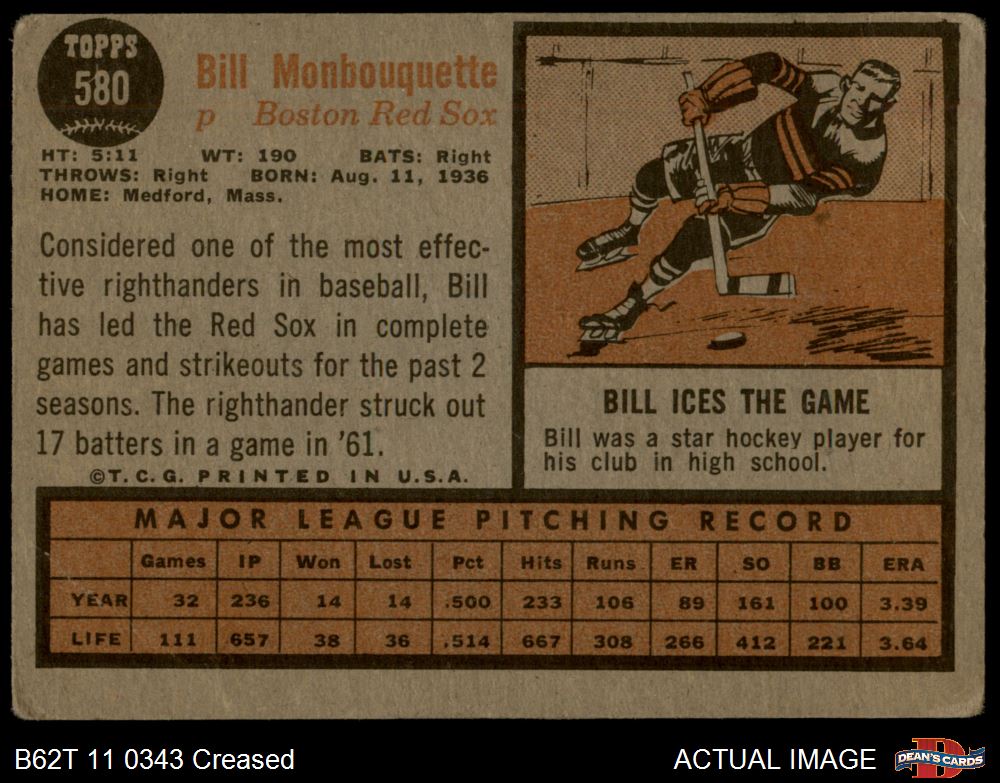 TOPPS
580
Bill Monbouquette
p Boston Red Sox
HT: 5:11 WT: 190 BATS: Right
THROWS: Right BORN: Aug. 11, 1936
HOME: Medford, Mass.
Considered one of the most effec-
tive righthanders in baseball, Bill
has led the Red Sox in complete
games and strikeouts for the past 2
seasons. The righthander struck out
17 batters in a game in '61.
©T.C.G. PRINTED IN U.S.A.
BILL ICES THE GAME
Bill was a star hockey player for
his club in high school.
MAJOR LEAGUE PITCHING RECORD
Games IP Won Lost Pct Hits Runs ER SO BB ERA
YEAR 32 236 14 14 .500 233 106 89 161 100 3.39
LIFE 111 657 38 36 .514 667 308 266 412 221 3.64
B62T 11 0343 Creased
ACTUAL IMAGE
D
DEAN'S CARDS